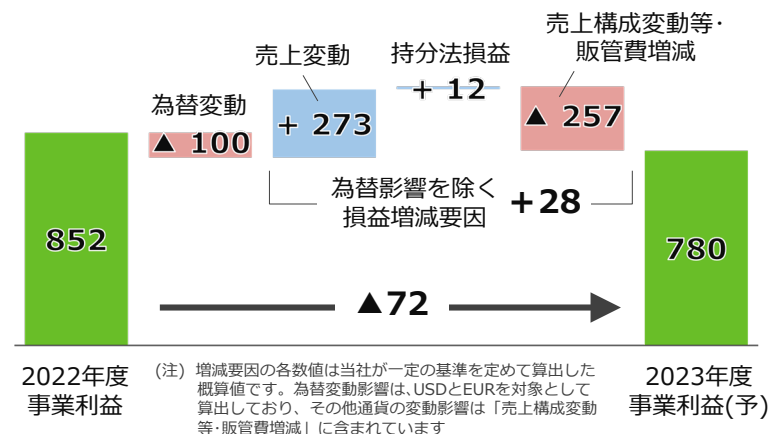 売上構成変動等・
販管費増減
売上変動
持分法損益
為替変動
+ 12
▲ 100
+ 273
▲ 257
為替影響を除く
損益増減要因
+28
852
780
▲72
2022年度
事業利益
(注) 増減要因の各数値は当社が一定の基準を定めて算出した
概算値です。為替変動影響は、USDとEURを対象として
算出しており、その他通貨の変動影響は「売上構成変動
等・販管費増減」に含まれています
2023年度
事業利益(予)